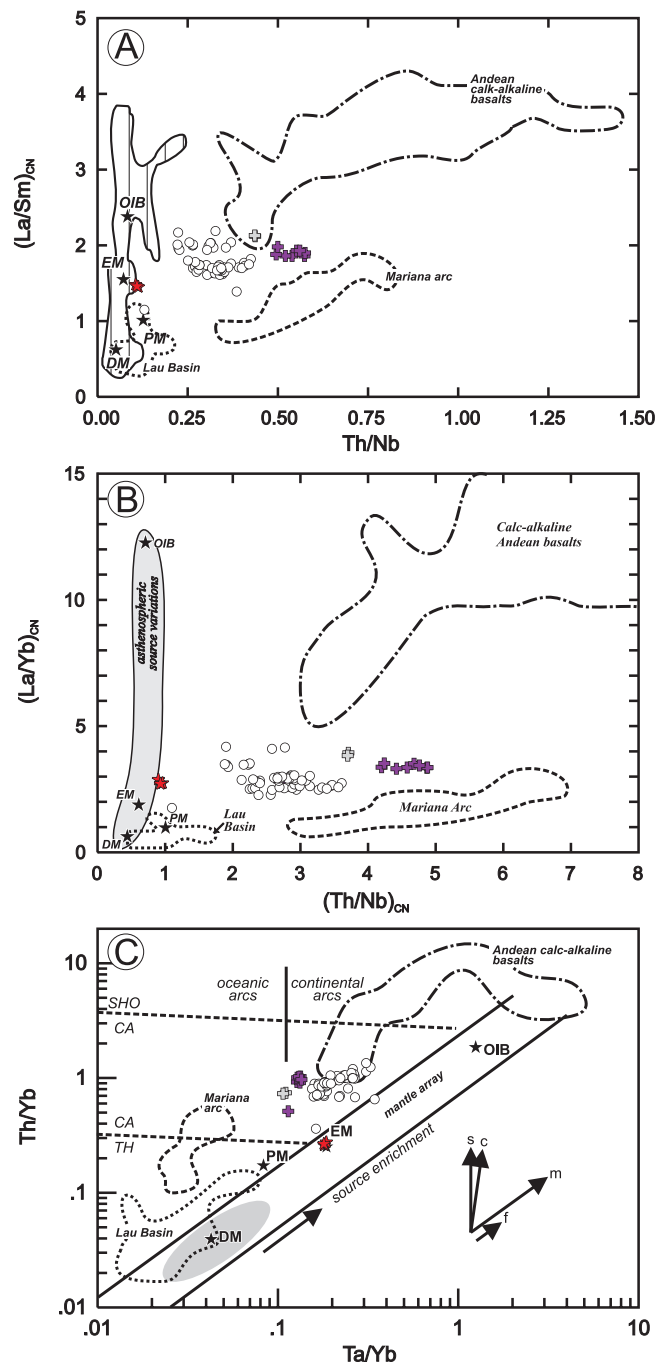 A
5
4
3
2
1
0
(La/Sm)CN
Andean
calk-alkaline
basalts
OIB
EM
PM
DM
Lau Basin
Mariana arc
0.00
0.25
0.50
0.75
1.00
1.25
1.50
Th/Nb
B
15
10
5
0
(La/Yb)CN
OIB
asthenospheric
source variations
Calc-alkaline
Andean basalts
EM
PM
DM
Lau
Basin
Mariana Arc
0
1
2
3
4
5
6
7
8
(Th/Nb)CN
C
10
1
.1
.01
Th/Yb
oceanic
arcs
continental
arcs
Andean calc-alkaline
basalts
SHO
CA
OIB
mantle array
Mariana
arc
CA
TH
EM
PM
source enrichment
s
c
m
f
Lau Basin
DM
.01
.1
1
10
Ta/Yb